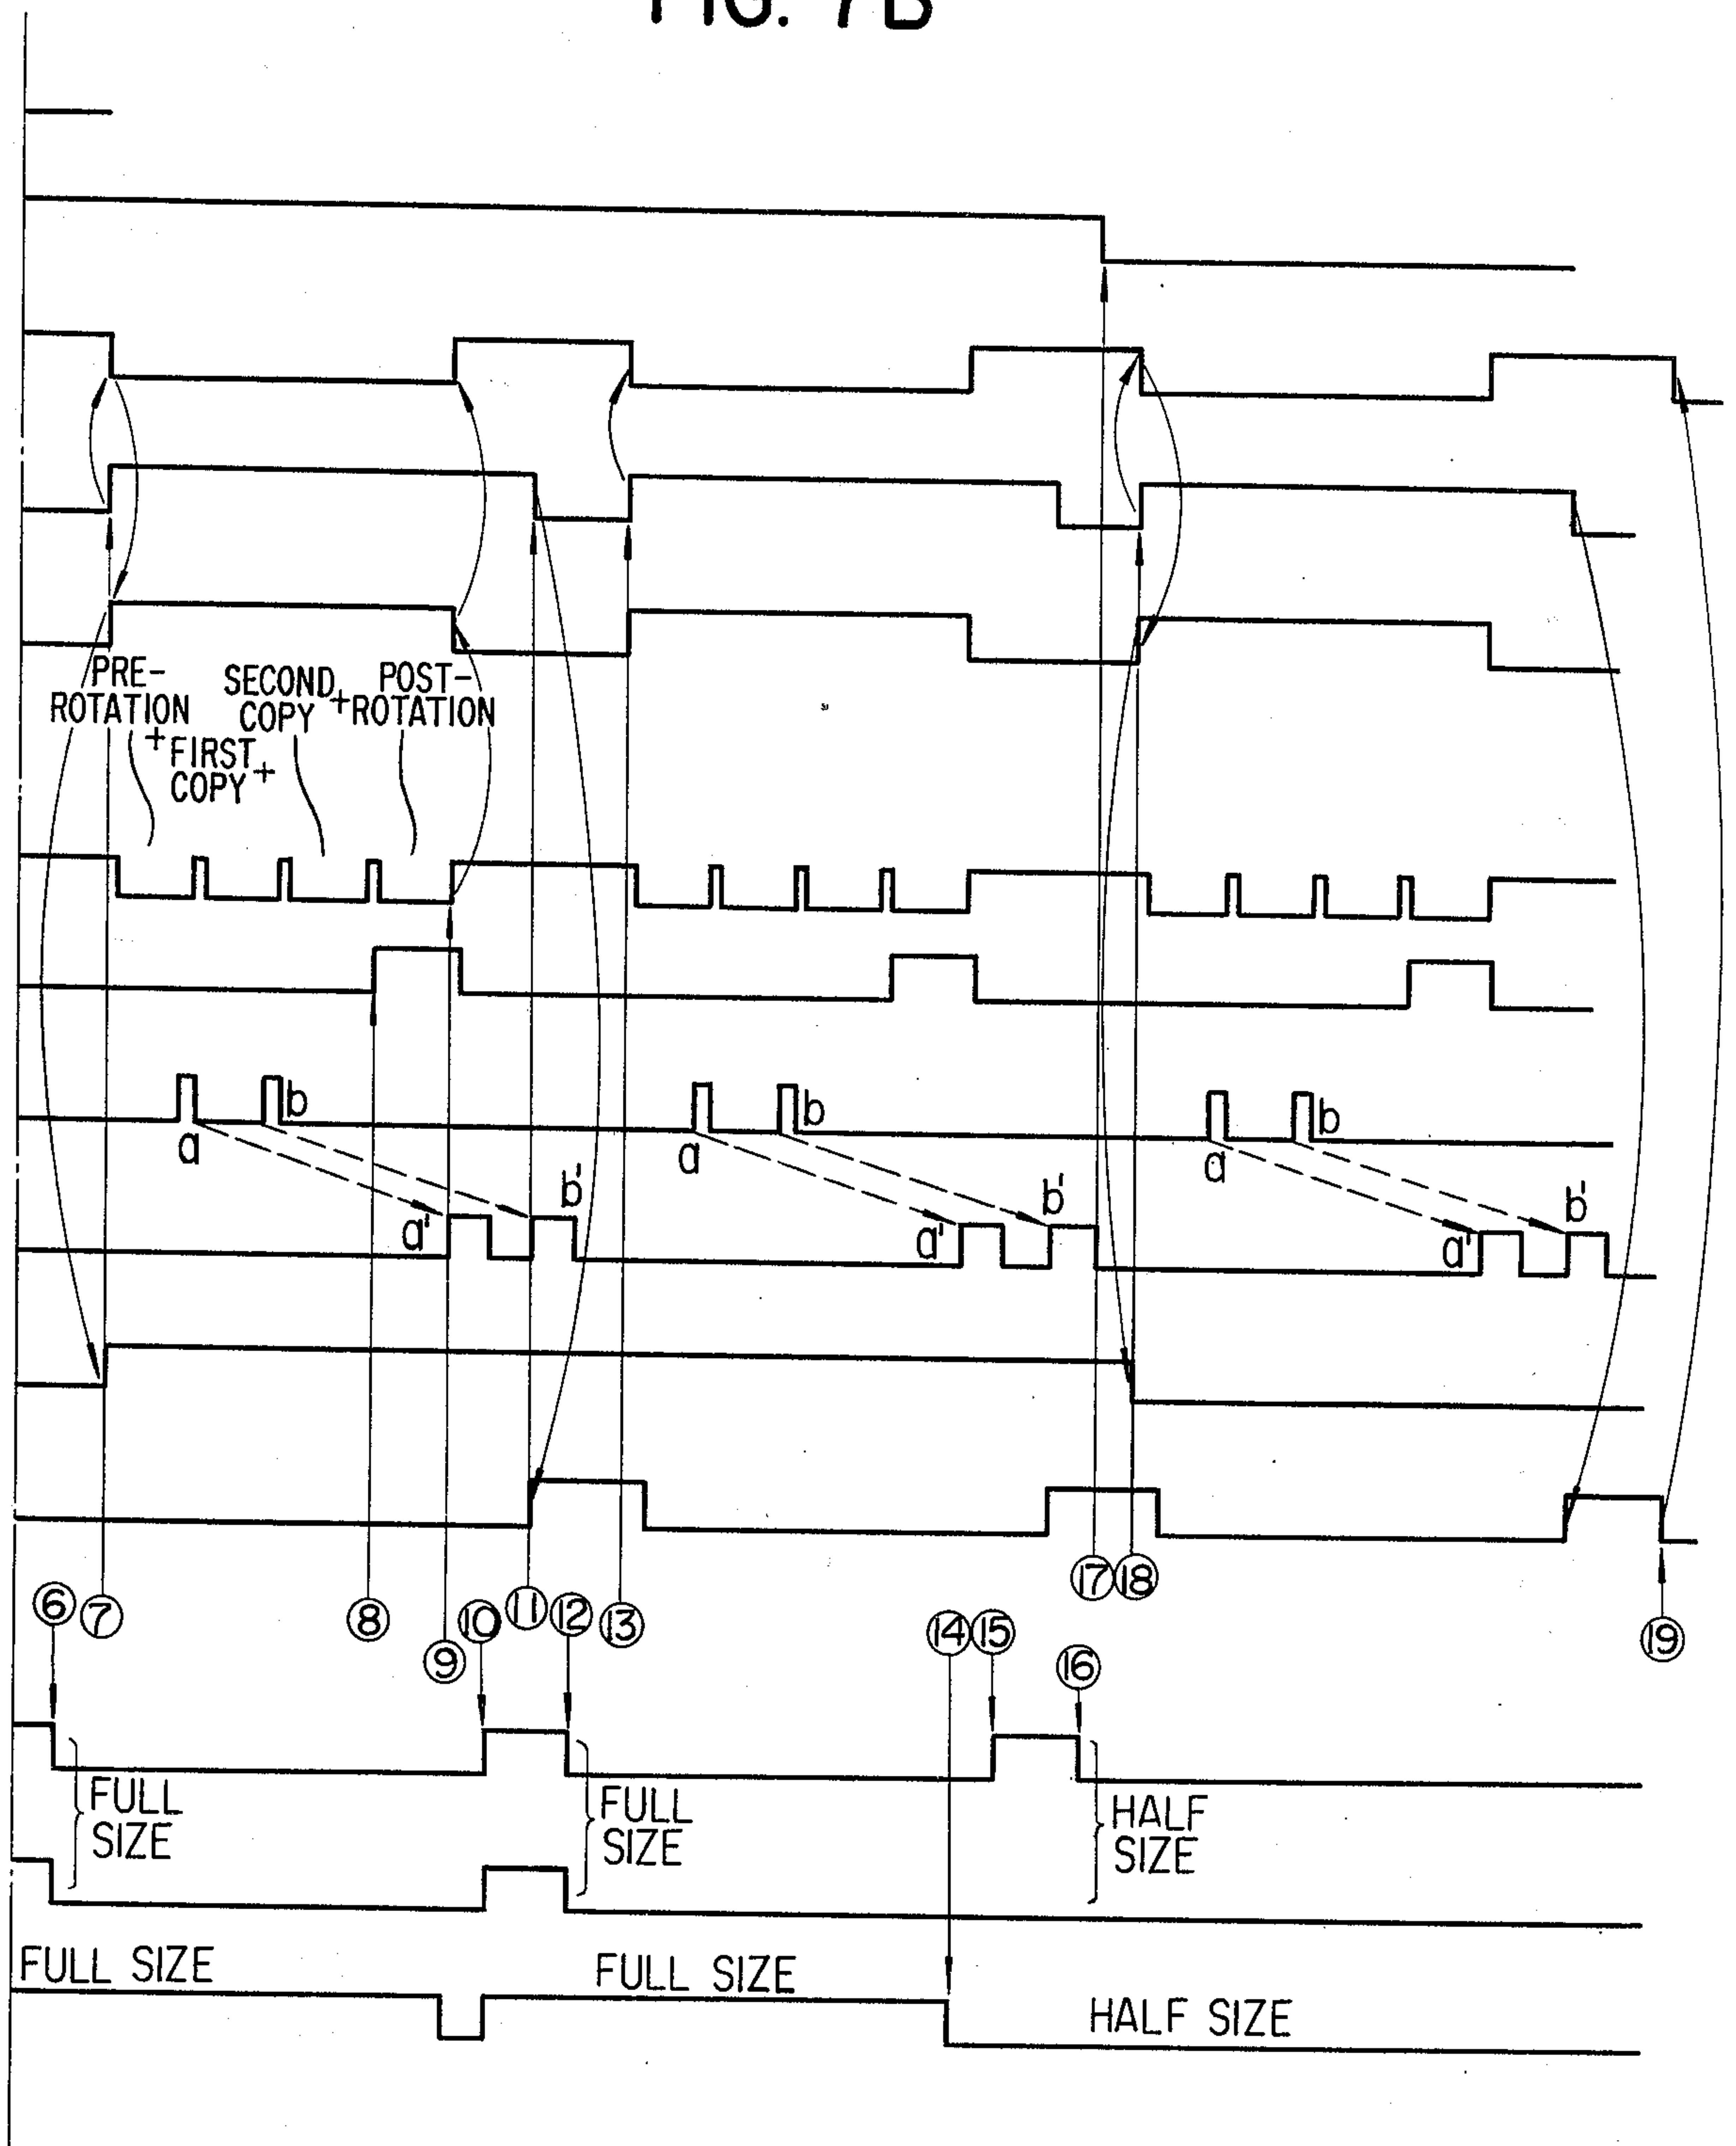 FIG. 7B
PRE-
ROTATION
+ FIRST +
COPY
SECOND +
COPY
POST-
ROTATION
a
b
a
b
a
b
a'
b'
a'
b'
a'
b'
⑥
⑦
⑧
⑨
⑩
⑪
⑫
⑬
⑭
⑮
⑯
⑰
⑱
⑲
FULL
SIZE
FULL
SIZE
HALF
SIZE
FULL SIZE
FULL SIZE
HALF SIZE